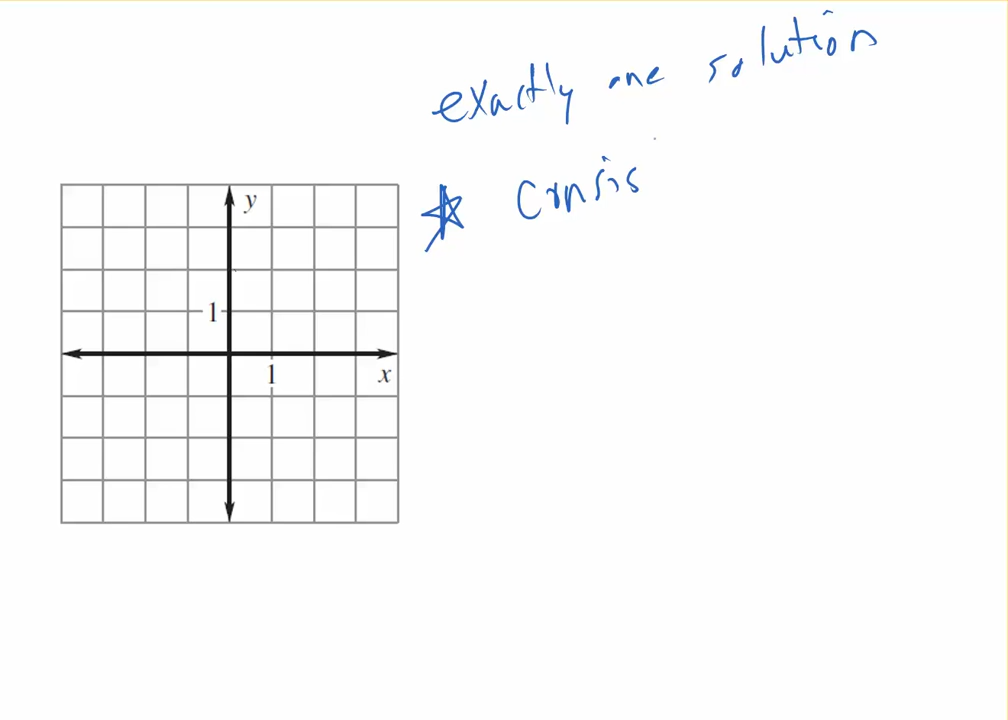 exactly one solution
☆ consis
y
1
1
x